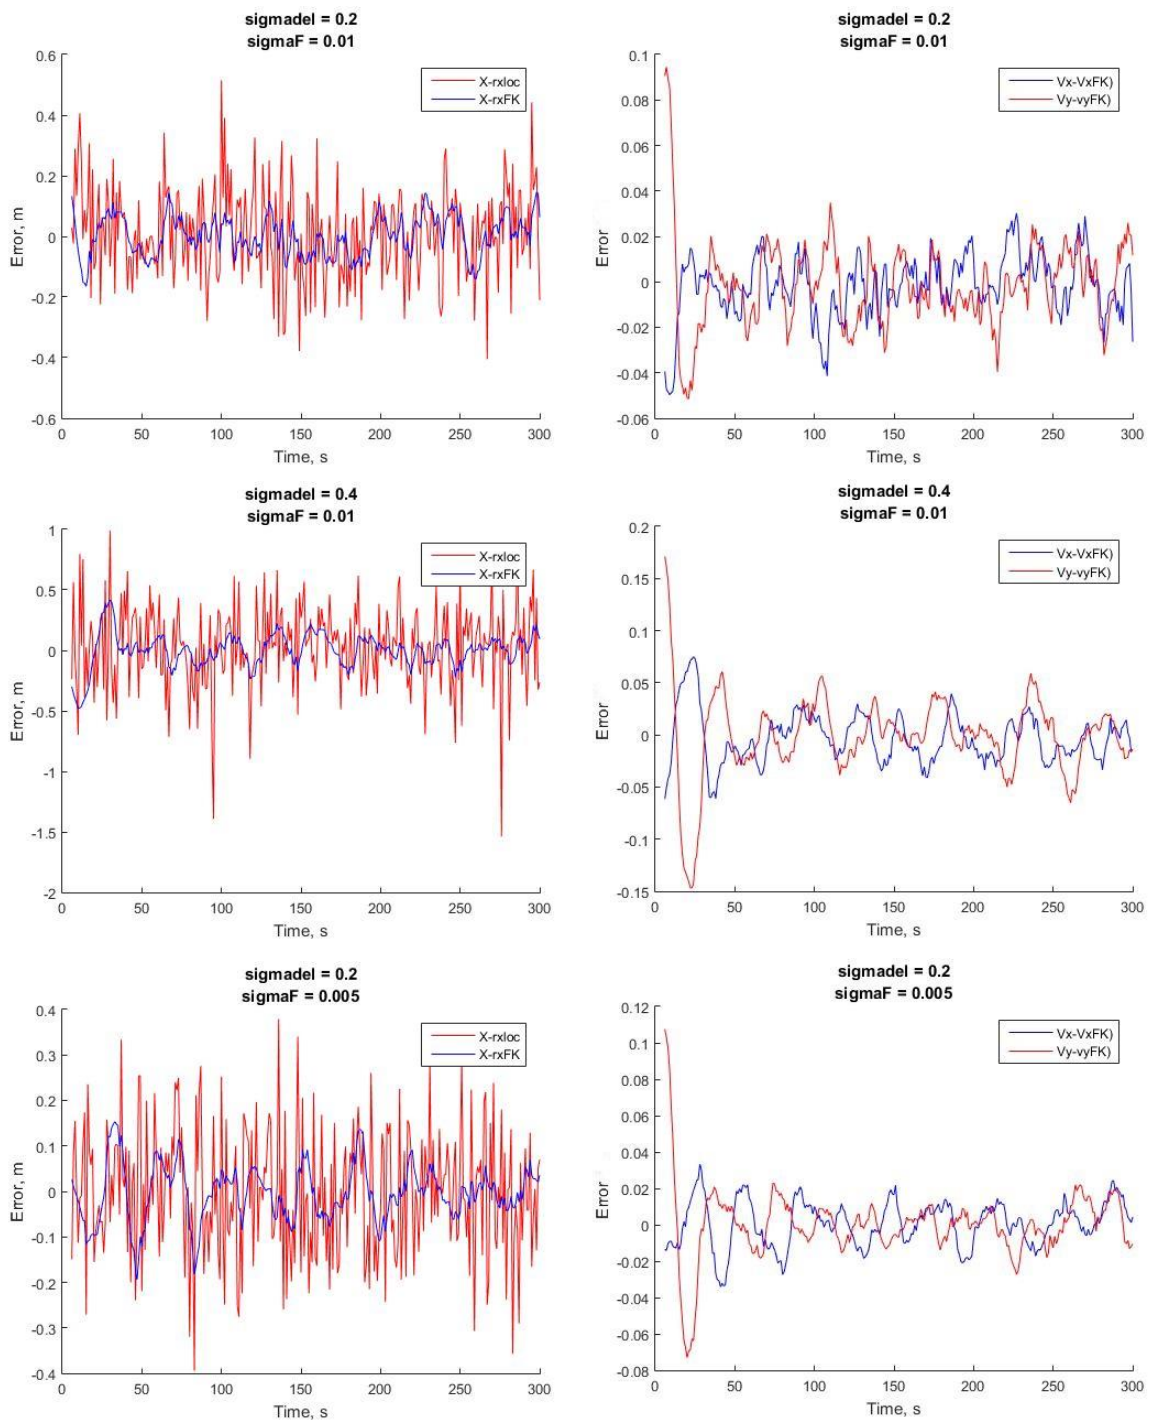 sigmadel = 0.2
sigmaF = 0.01
0.6
0.4
0.2
0
-0.2
-0.4
-0.6
Error, m
X-rxloc
X-rxFK
0 50 100 150 200 250 300
Time, s
sigmadel = 0.2
sigmaF = 0.01
0.1
0.08
0.06
0.04
0.02
0
-0.02
-0.04
-0.06
Error
Vx-VxFK)
Vy-vyFK)
0 50 100 150 200 250 300
Time, s
sigmadel = 0.4
sigmaF = 0.01
1
0.5
0
-0.5
-1
-1.5
-2
Error, m
X-rxloc
X-rxFK
0 50 100 150 200 250 300
Time, s
sigmadel = 0.4
sigmaF = 0.01
0.2
0.15
0.1
0.05
0
-0.05
-0.1
-0.15
Error
Vx-VxFK)
Vy-vyFK)
0 50 100 150 200 250 300
Time, s
sigmadel = 0.2
sigmaF = 0.005
0.4
0.3
0.2
0.1
0
-0.1
-0.2
-0.3
-0.4
Error, m
X-rxloc
X-rxFK
0 50 100 150 200 250 300
Time, s
sigmadel = 0.2
sigmaF = 0.005
0.12
0.1
0.08
0.06
0.04
0.02
0
-0.02
-0.04
-0.06
-0.08
Error
Vx-VxFK)
Vy-vyFK)
0 50 100 150 200 250 300
Time, s